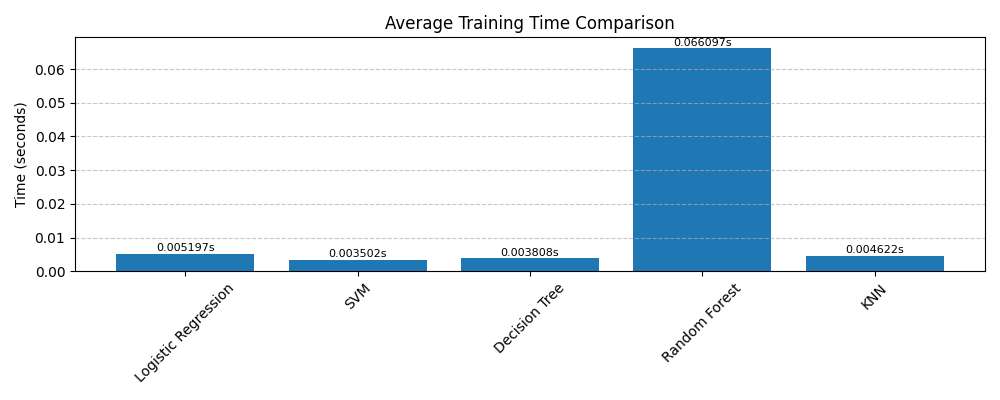 Average Training Time Comparison
Time (seconds)
0.06
0.05
0.04
0.03
0.02
0.01
0.00
0.005197s
0.003502s
0.003808s
0.066097s
0.004622s
Logistic Regression
SVM
Decision Tree
Random Forest
KNN